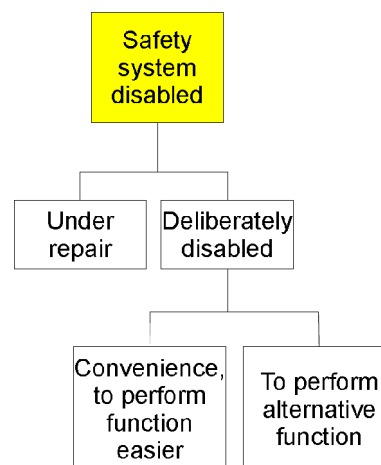 Safety
system
disabled
Under
repair
Deliberately
disabled
Convenience,
to perform
function
easier
To perform
alternative
function